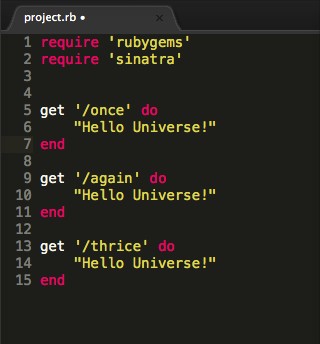 project.rb
1 require 'rubygems'
2 require 'sinatra'
3
4
5 get '/once' do
6     "Hello Universe!"
7 end
8
9 get '/again' do
10     "Hello Universe!"
11 end
12
13 get '/thrice' do
14     "Hello Universe!"
15 end